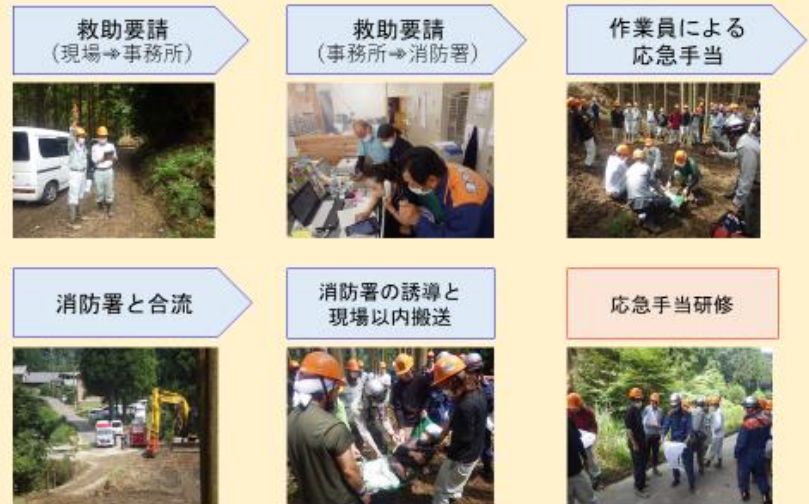 救助要請
(現場➔事務所)
救助要請
(事務所➔消防署)
作業員による
応急手当
消防署と合流
消防署の誘導と
現場以内搬送
応急手当研修